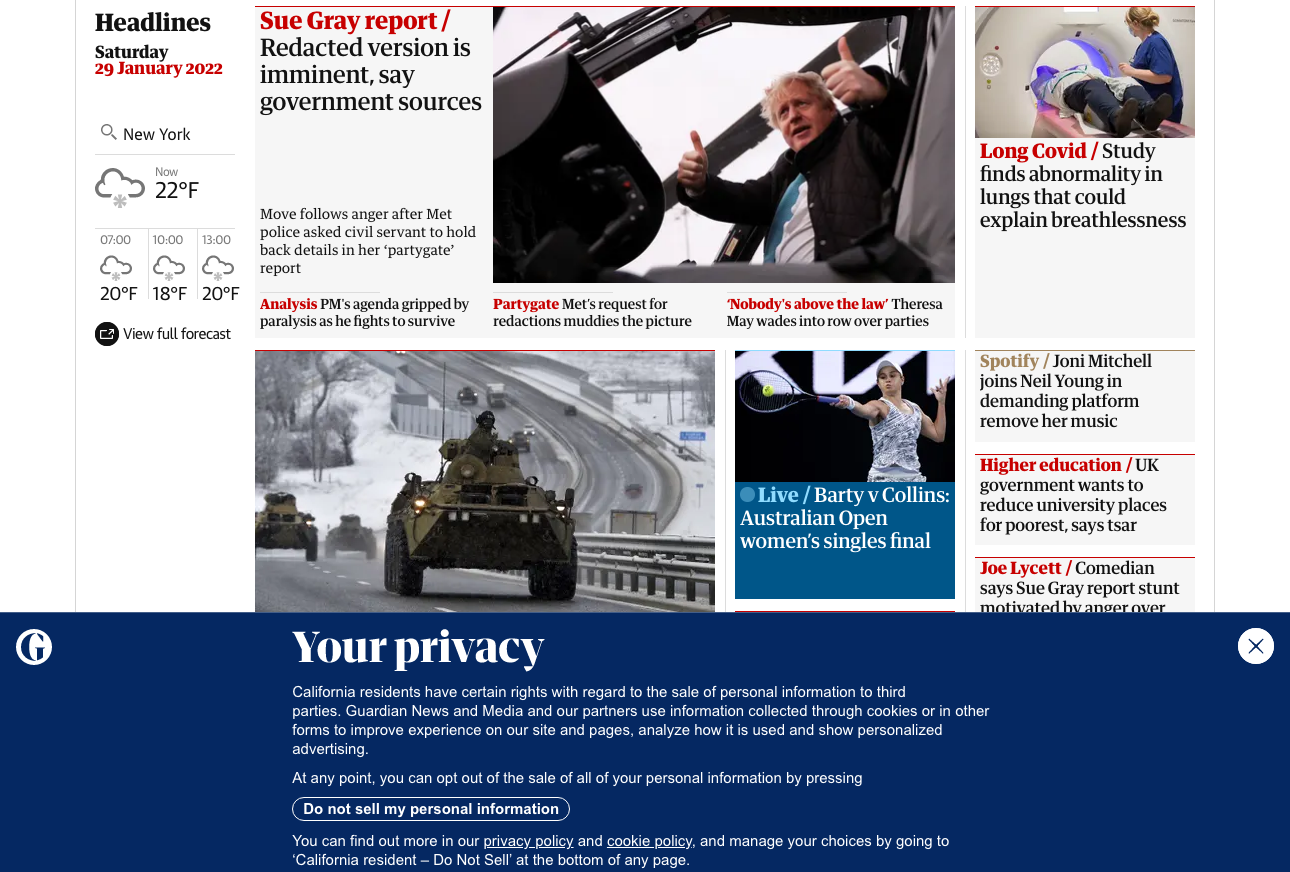 Headlines
Saturday
29 January 2022
New York
Now
22°F
07:00
10:00
13:00
20°F
18°F
20°F
View full forecast
Sue Gray report /
Redacted version is
imminent, say
government sources
Move follows anger after Met
police asked civil servant to hold
back details in her ‘partygate’
report
Analysis PM's agenda gripped by
paralysis as he fights to survive
Partygate Met's request for
redactions muddies the picture
‘Nobody's above the law’ Theresa
May wades into row over parties
Long Covid / Study
finds abnormality in
lungs that could
explain breathlessness
Live / Barty v Collins:
Australian Open
women’s singles final
Spotify / Joni Mitchell
joins Neil Young in
demanding platform
remove her music
Higher education / UK
government wants to
reduce university places
for poorest, says tsar
Joe Lycett / Comedian
says Sue Gray report stunt
motivated by anger over
G
Your privacy
California residents have certain rights with regard to the sale of personal information to third
parties. Guardian News and Media and our partners use information collected through cookies or in other
forms to improve experience on our site and pages, analyze how it is used and show personalized
advertising.
At any point, you can opt out of the sale of all of your personal information by pressing
Do not sell my personal information
You can find out more in our privacy policy and cookie policy, and manage your choices by going to
‘California resident – Do Not Sell’ at the bottom of any page.